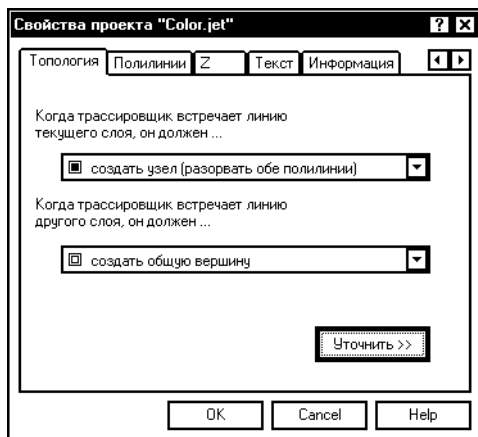 Свойства проекта "Color.jet"
Топология Полилинии Z Текст Информация
Когда трассировщик встречает линию
текущего слоя, он должен ...
создать узел (разорвать обе полилинии)
Когда трассировщик встречает линию
другого слоя, он должен ...
создать общую вершину
Уточнить >>
OK Cancel Help